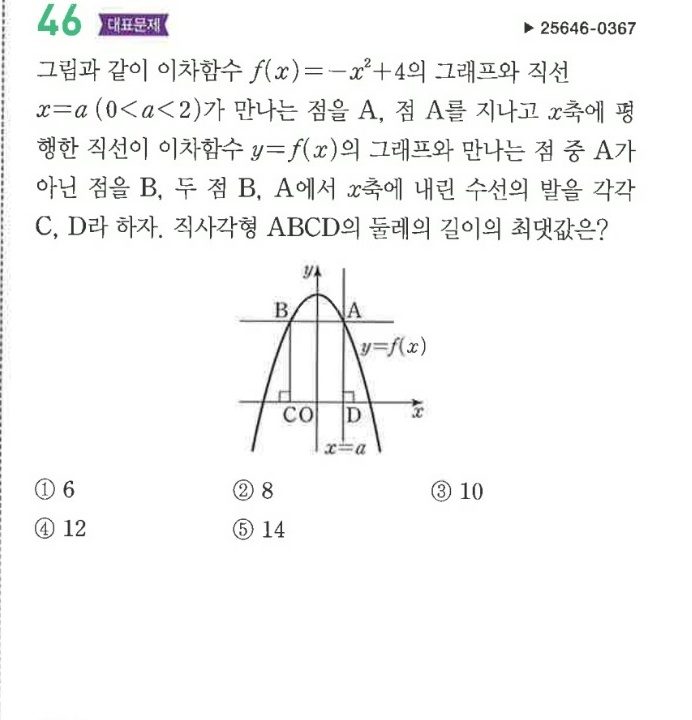 46 대표문제 ▶ 25646-0367
그림과 같이 이차함수 f(x)=-x²+4의 그래프와 직선
x=a (0<a<2)가 만나는 점을 A, 점 A를 지나고 x축에 평
행한 직선이 이차함수 y=f(x)의 그래프와 만나는 점 중 A가
아닌 점을 B, 두 점 B, A에서 x축에 내린 수선의 발을 각각
C, D라 하자. 직사각형 ABCD의 둘레의 길이의 최댓값은?
y
B A
y=f(x)
C O D x
x=a
① 6 ② 8 ③ 10
④ 12 ⑤ 14